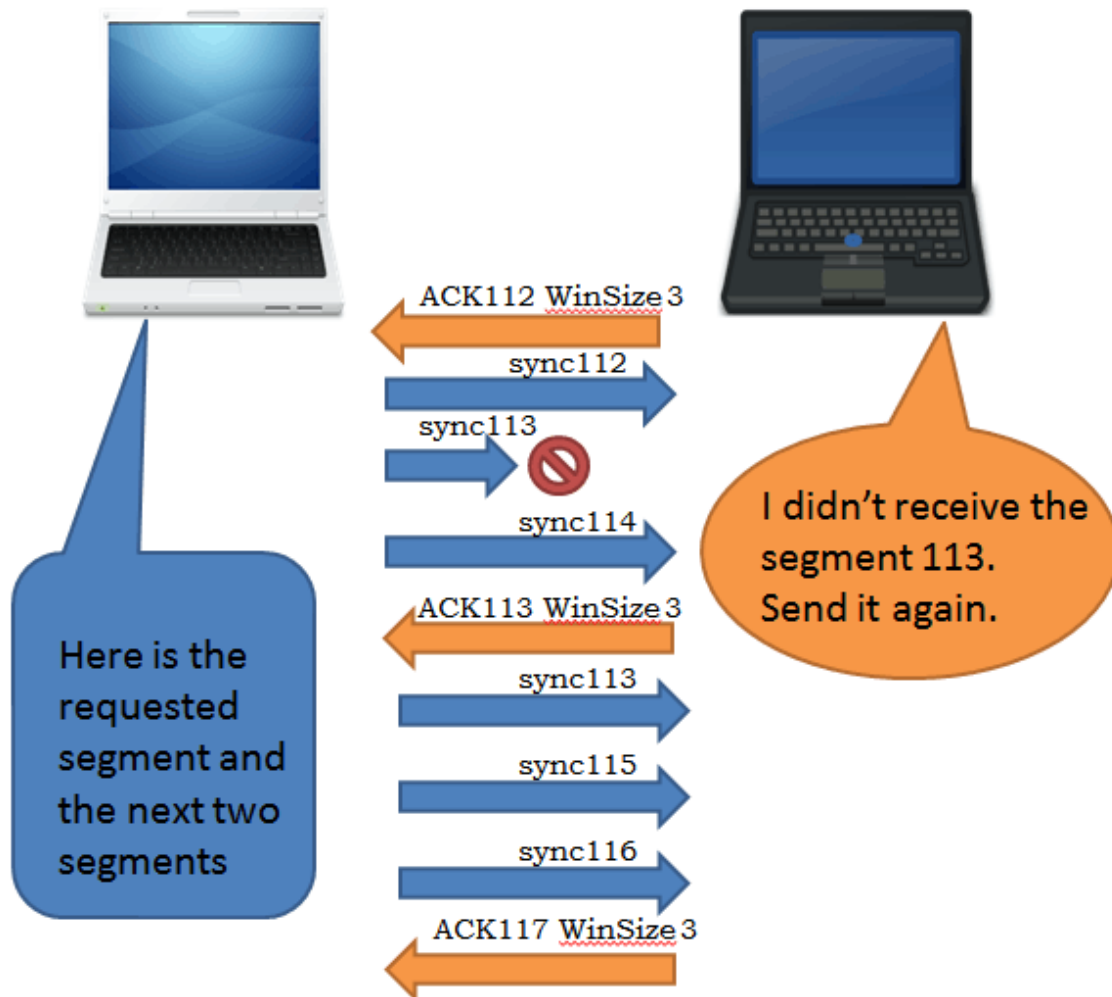 ACK112 WinSize 3
sync112
sync113
sync114
I didn’t receive the
segment 113.
Send it again.
ACK113 WinSize 3
Here is the
requested
segment and
the next two
segments
sync113
sync115
sync116
ACK117 WinSize 3